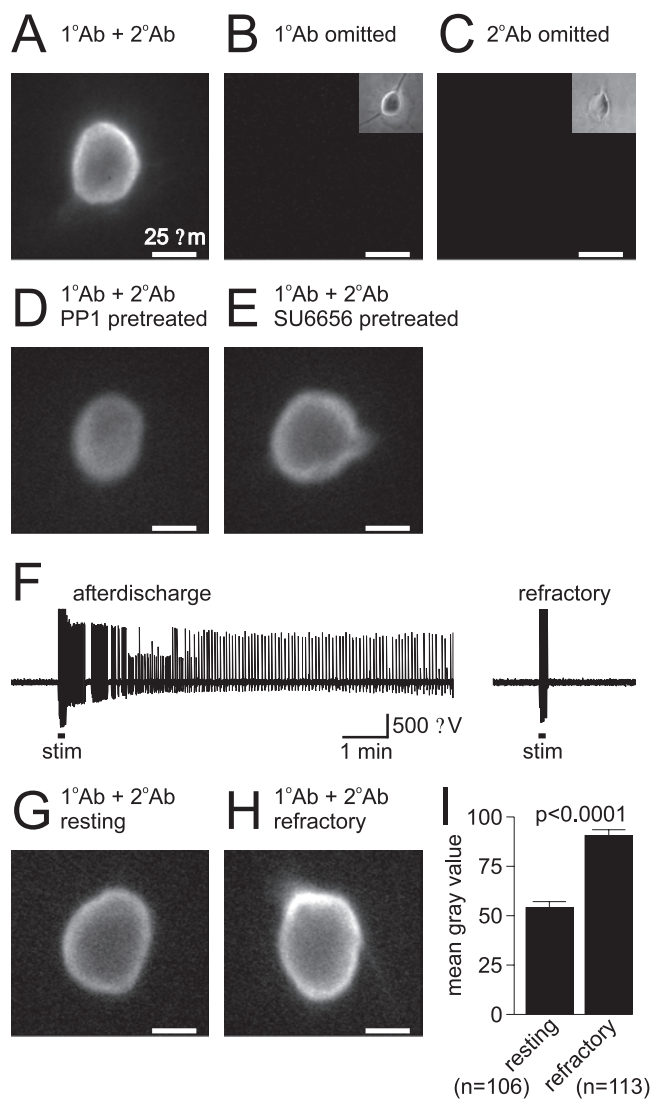 A 1°Ab + 2°Ab
B 1°Ab omitted
C 2°Ab omitted
25 ?m
D 1°Ab + 2°Ab
PP1 pretreated
E 1°Ab + 2°Ab
SU6656 pretreated
F
afterdischarge
refractory
500 ?V
1 min
stim
stim
G 1°Ab + 2°Ab
resting
H 1°Ab + 2°Ab
refractory
I
p<0.0001
mean gray value
100
75
50
25
0
resting
refractory
(n=106)
(n=113)